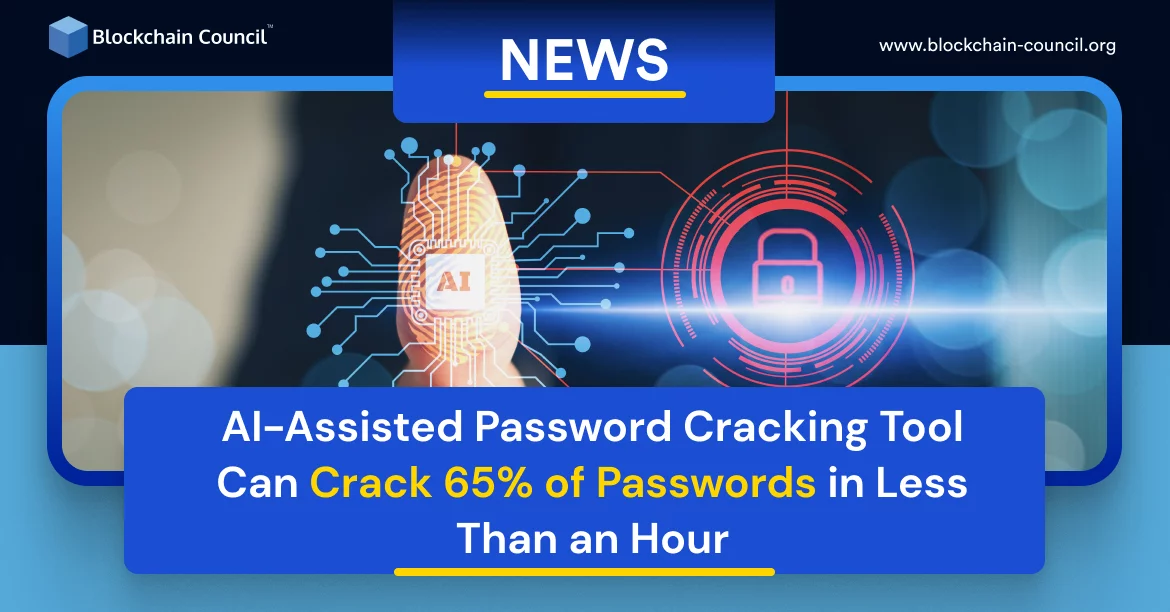 Blockchain Council™
NEWS
www.blockchain-council.org
AI
AI-Assisted Password Cracking Tool
Can Crack 65% of Passwords in Less
Than an Hour